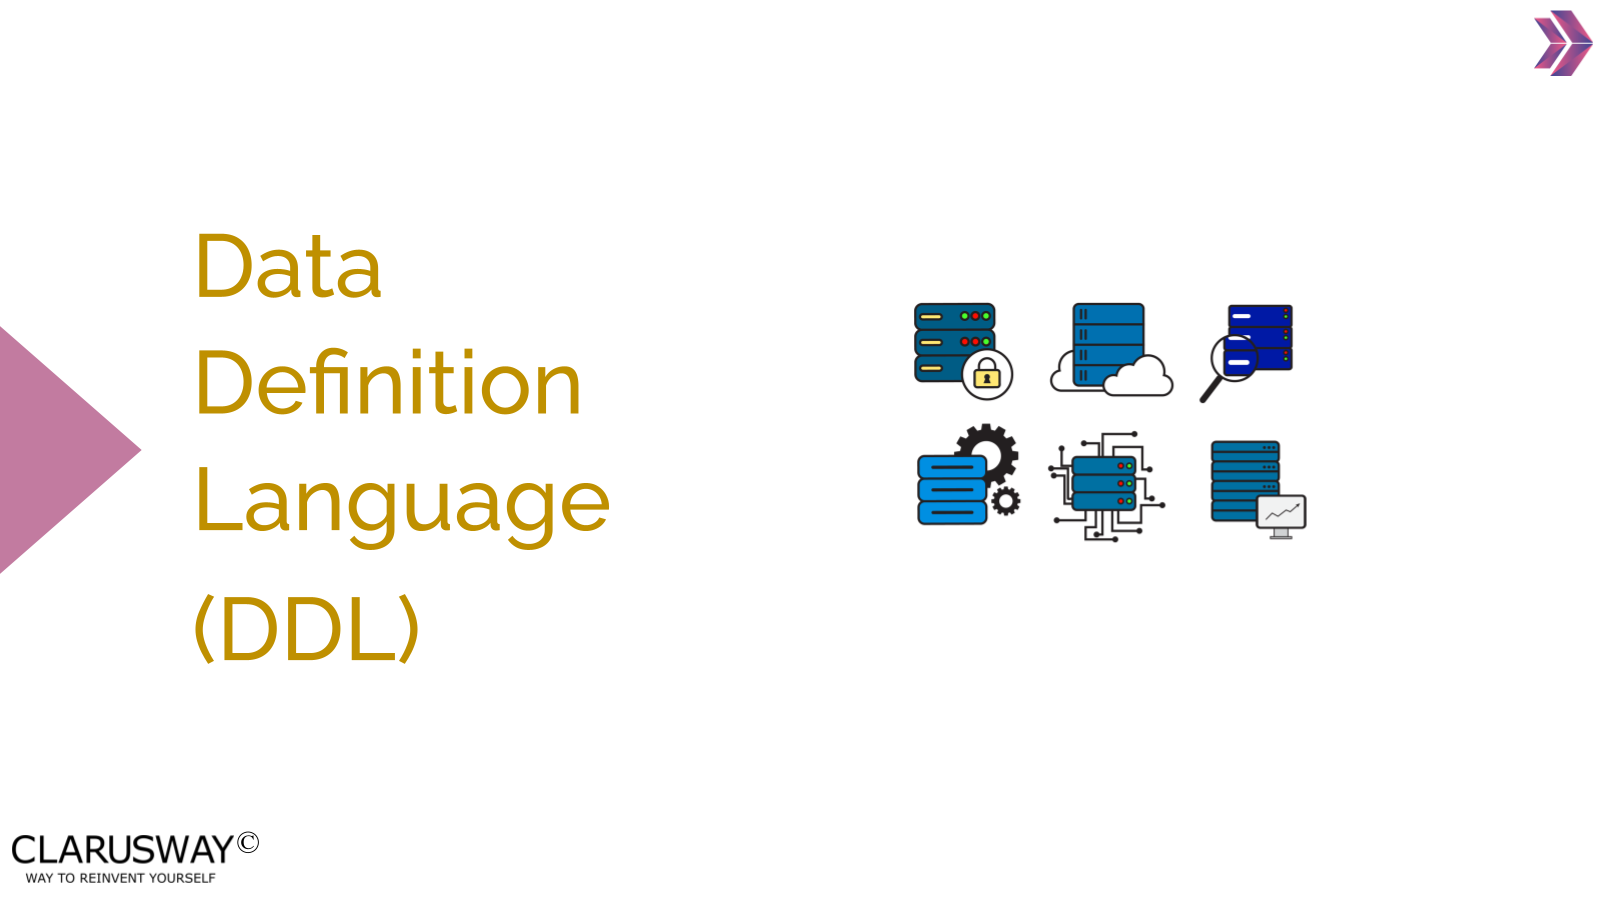 Data
Definition
Language
(DDL)
CLARUSWAY©
WAY TO REINVENT YOURSELF